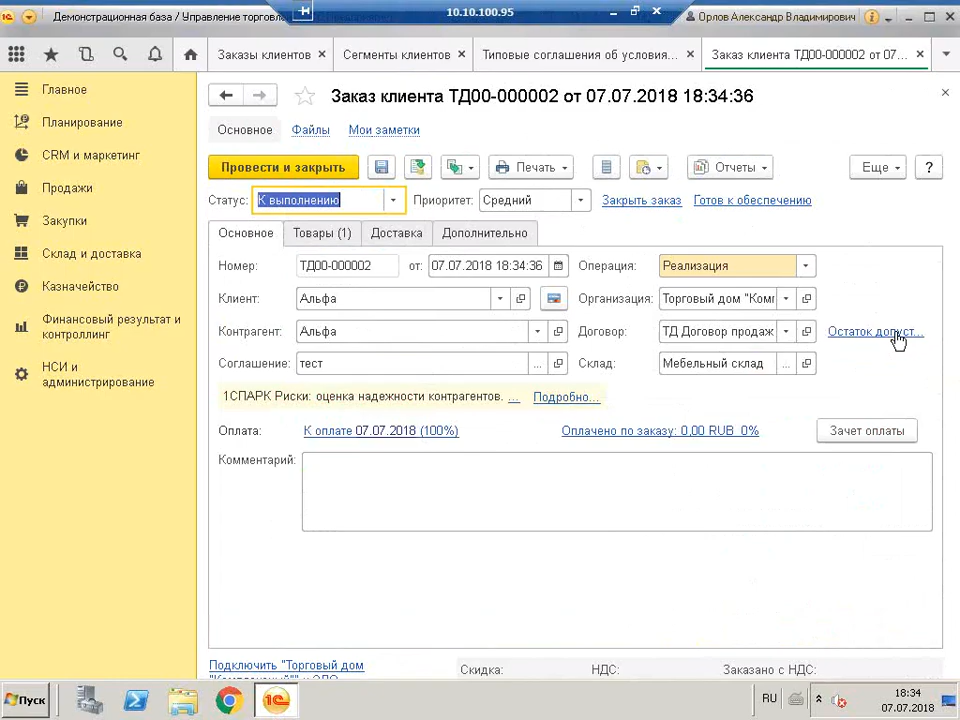 Демонстрационная база / Управление торговлей
10.10.100.95
Орлов Александр Владимирович
Заказы клиентов
Сегменты клиентов
Типовые соглашения об условия...
Заказ клиента ТД00-000002 от 07...
Главное
Планирование
CRM и маркетинг
Продажи
Закупки
Склад и доставка
Казначейство
Финансовый результат и
контроллинг
НСИ и
администрирование
Заказ клиента ТД00-000002 от 07.07.2018 18:34:36
Основное Файлы Мои заметки
Провести и закрыть Печать Отчеты Еще ?
Статус: К выполнению Приоритет: Средний Закрыть заказ Готов к обеспечению
Основное Товары (1) Доставка Дополнительно
Номер: ТД00-000002 от: 07.07.2018 18:34:36 Операция: Реализация
Клиент: Альфа Организация: Торговый дом "Комп
Контрагент: Альфа Договор: ТД Договор продаж Остаток допуст...
Соглашение: тест Склад: Мебельный склад
1СПАРК Риски: оценка надежности контрагентов. ... Подробно...
Оплата: К оплате 07.07.2018 (100%) Оплачено по заказу: 0,00 RUB 0% Зачет оплаты
Комментарий:
Подключить "Торговый дом
Скидка: НДС: Заказано с НДС:
Пуск
RU
18:34
07.07.2018